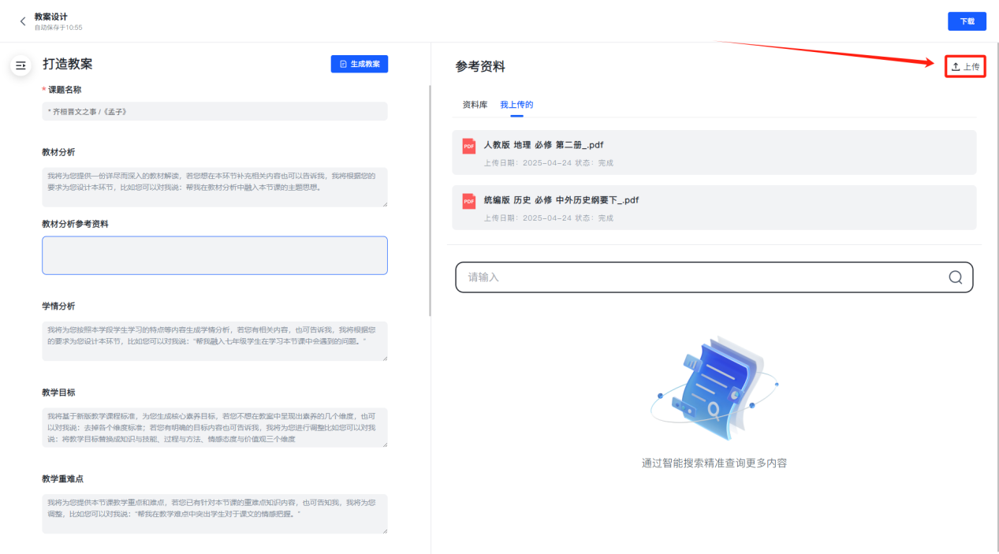 教案设计
自动保存于10:55
下载
打造教案
生成教案
* 课题名称
* 齐桓晋文之事 /《孟子》
教材分析
我将为您提供一份详尽而深入的教材解读，若您想在本环节补充相关内容也可以告诉我，我将根据您的
要求为您设计本环节，比如您可以对我说：帮我在教材分析中融入本节课的主题思想。
教材分析参考资料
学情分析
我将为您按照本学段学生学习的特点等内容生成学情分析，若您有相关内容，也可告诉我，我将根据您
的要求为您设计本环节，比如您可以对我说：“帮我融入七年级学生在学习本节课中会遇到的问题。”
教学目标
我将基于新版教学课程标准，为您生成核心素养目标，若您不想在教案中呈现出素养的几个维度，也可
以对我说：去掉各个维度标准；若您有明确的目标内容也可告诉我，我将为您进行调整比如您可以对我
说：将教学目标替换成知识与技能、过程与方法、情感态度与价值观三个维度
教学重难点
我将为您提供本节课教学重点和难点，若您已有针对本节课的重难点知识内容，也可告知我，我将为您
调整，比如您可以对我说：“帮我在教学难点中突出学生对于课文的情感把握。”
参考资料
上传
资料库 我上传的
PDF 人教版 地理 必修 第二册_.pdf
上传日期：2025-04-24 状态：完成
PDF 统编版 历史 必修 中外历史纲要下_.pdf
上传日期：2025-04-24 状态：完成
请输入
通过智能搜索精准查询更多内容